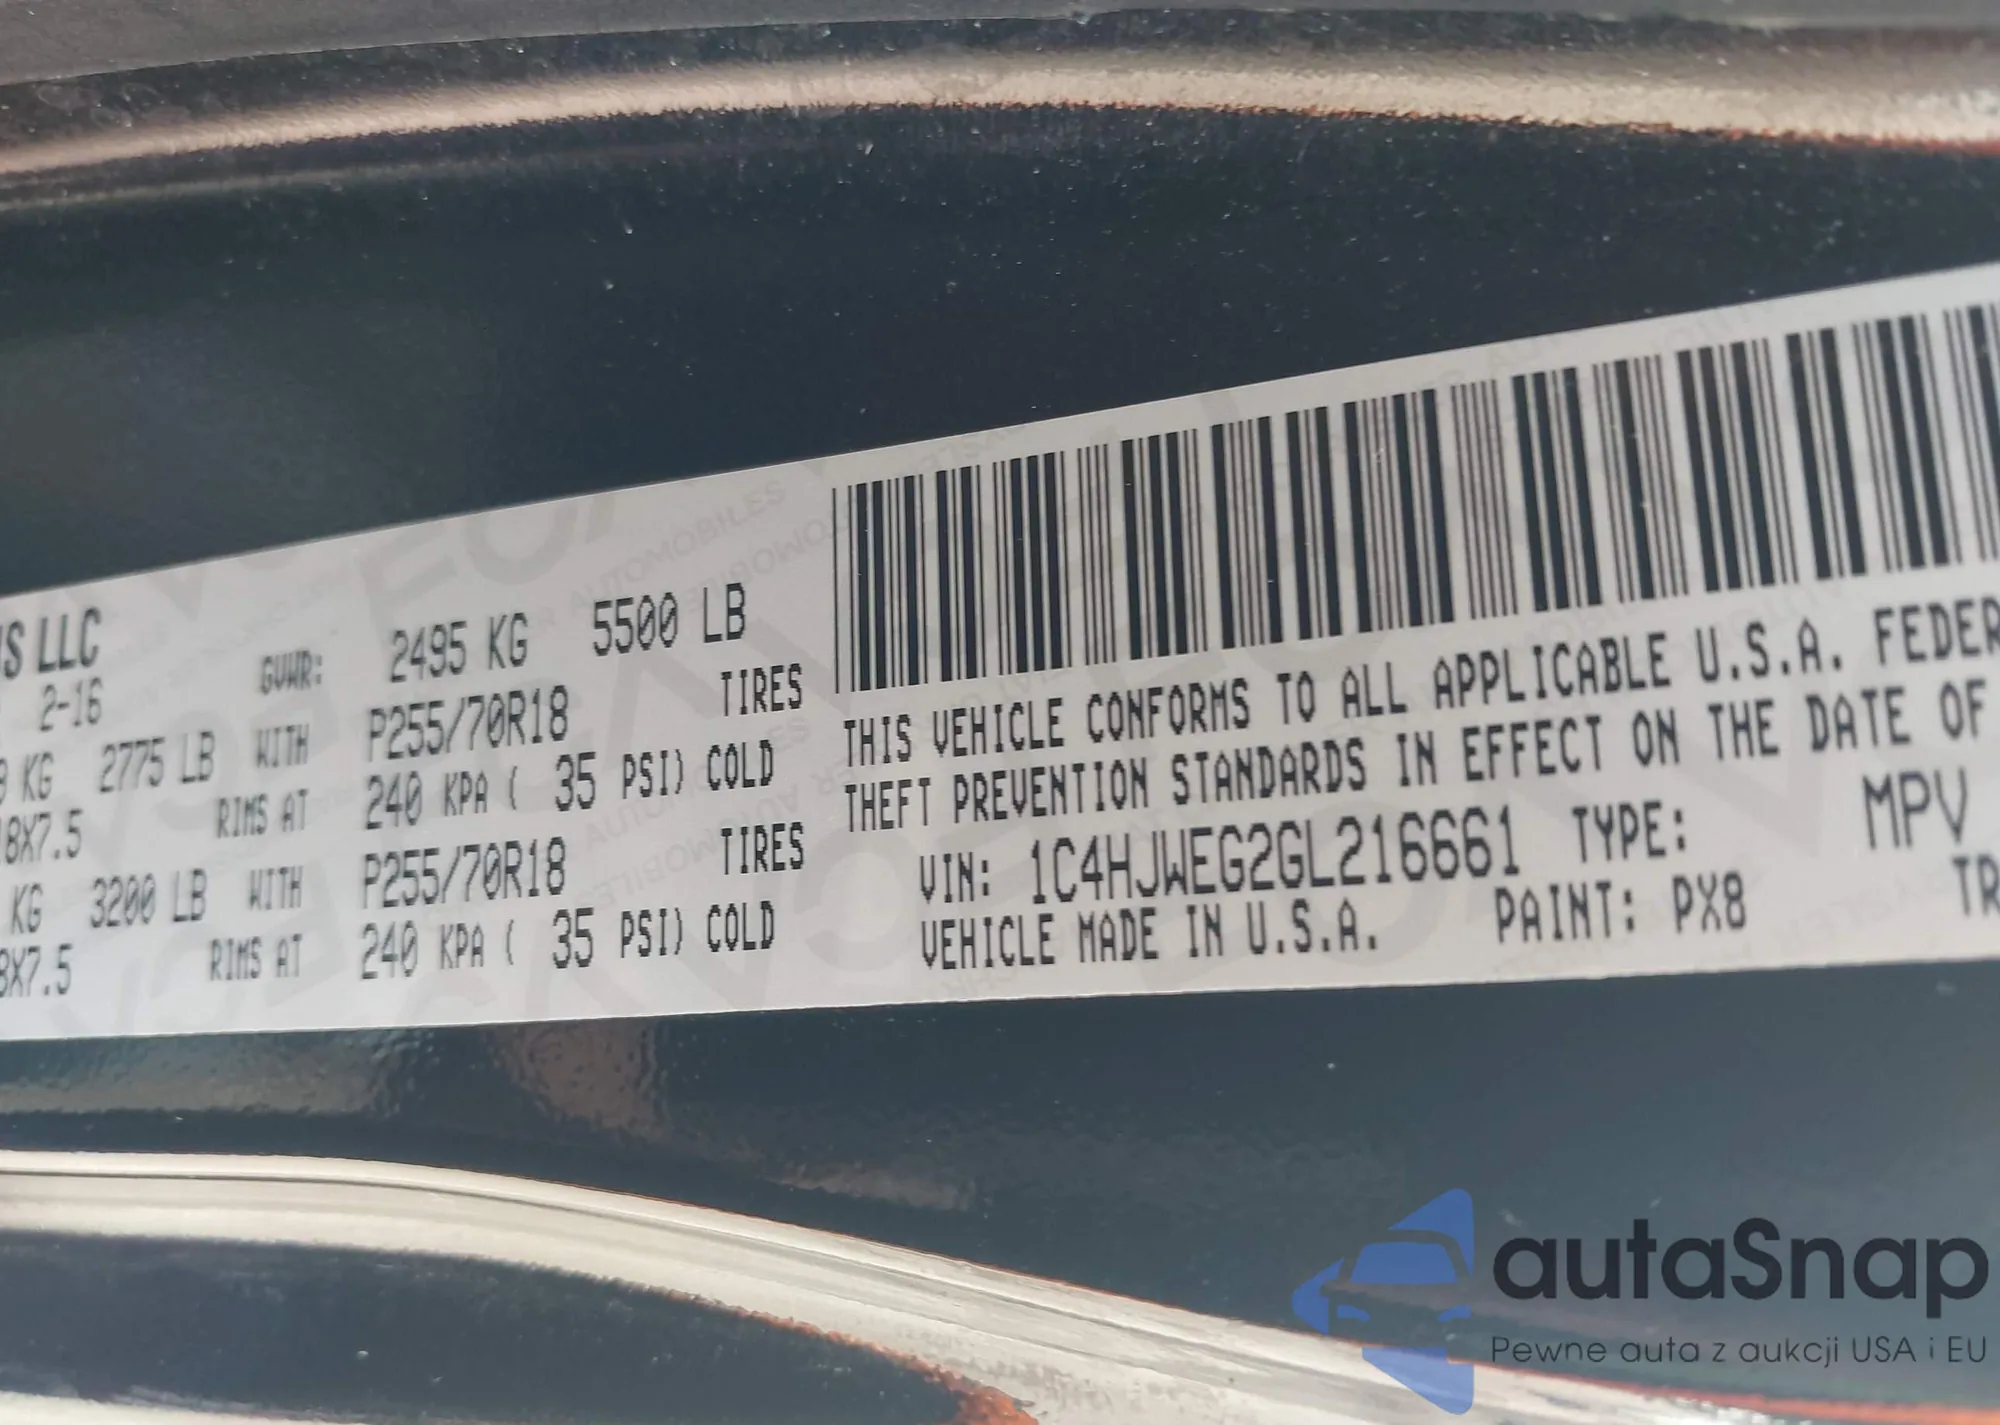 US LLC
2-16
GVWR: 2495 KG 5500 LB
KG 2775 LB WITH P255/70R18 TIRES
8X7.5 RIMS AT 240 KPA ( 35 PSI) COLD
KG 3200 LB WITH P255/70R18 TIRES
8X7.5 RIMS AT 240 KPA ( 35 PSI) COLD
THIS VEHICLE CONFORMS TO ALL APPLICABLE U.S.A. FEDER
THEFT PREVENTION STANDARDS IN EFFECT ON THE DATE OF
VIN: 1C4HJWEG2GL216661 TYPE: MPV
VEHICLE MADE IN U.S.A. PAINT: PX8 TR
autaSnap
Pewne auta z aukcji USA i EU